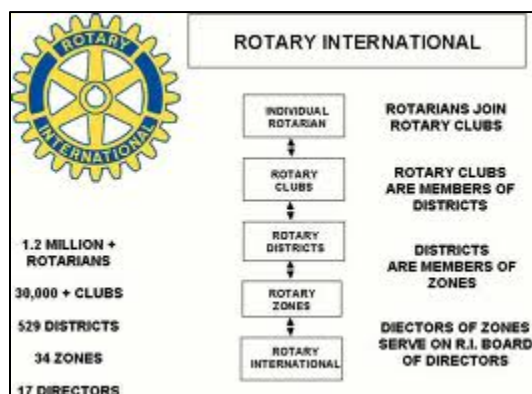 ROTARY
INTERNATIONAL
ROTARY INTERNATIONAL
INDIVIDUAL
ROTARIAN
ROTARIANS JOIN
ROTARY CLUBS
ROTARY
CLUBS
ROTARY CLUBS
ARE MEMBERS OF
DISTRICTS
ROTARY
DISTRICTS
DISTRICTS
ARE MEMBERS OF
ZONES
ROTARY
ZONES
DIECTORS OF ZONES
SERVE ON R.I. BOARD
OF DIRECTORS
ROTARY
INTERNATIONAL
1.2 MILLION +
ROTARIANS
30,000 + CLUBS
529 DISTRICTS
34 ZONES
17 DIRECTORS